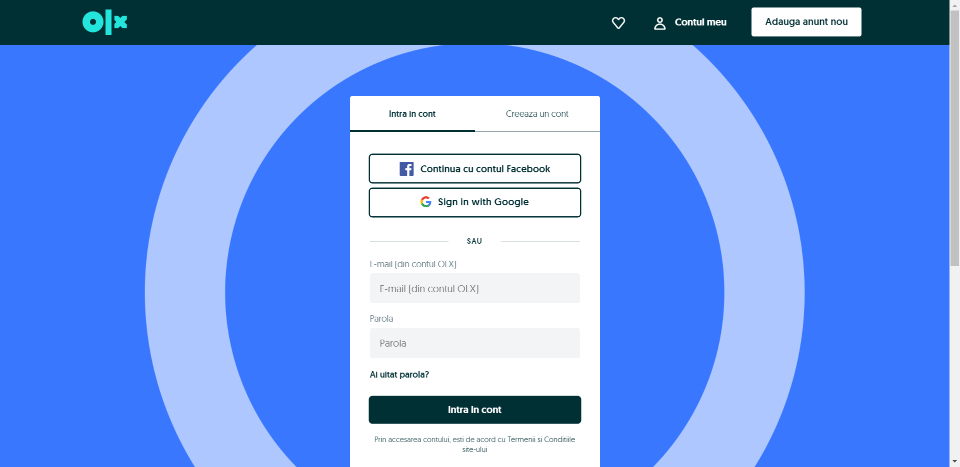 olx
Contul meu
Adauga anunt nou
Intra in cont
Creeaza un cont
Continua cu contul Facebook
Sign in with Google
SAU
E-mail (din contul OLX)
E-mail (din contul OLX)
Parola
Parola
Ai uitat parola?
Intra in cont
Prin accesarea contului, esti de acord cu Termenii si Conditiile
site-ului